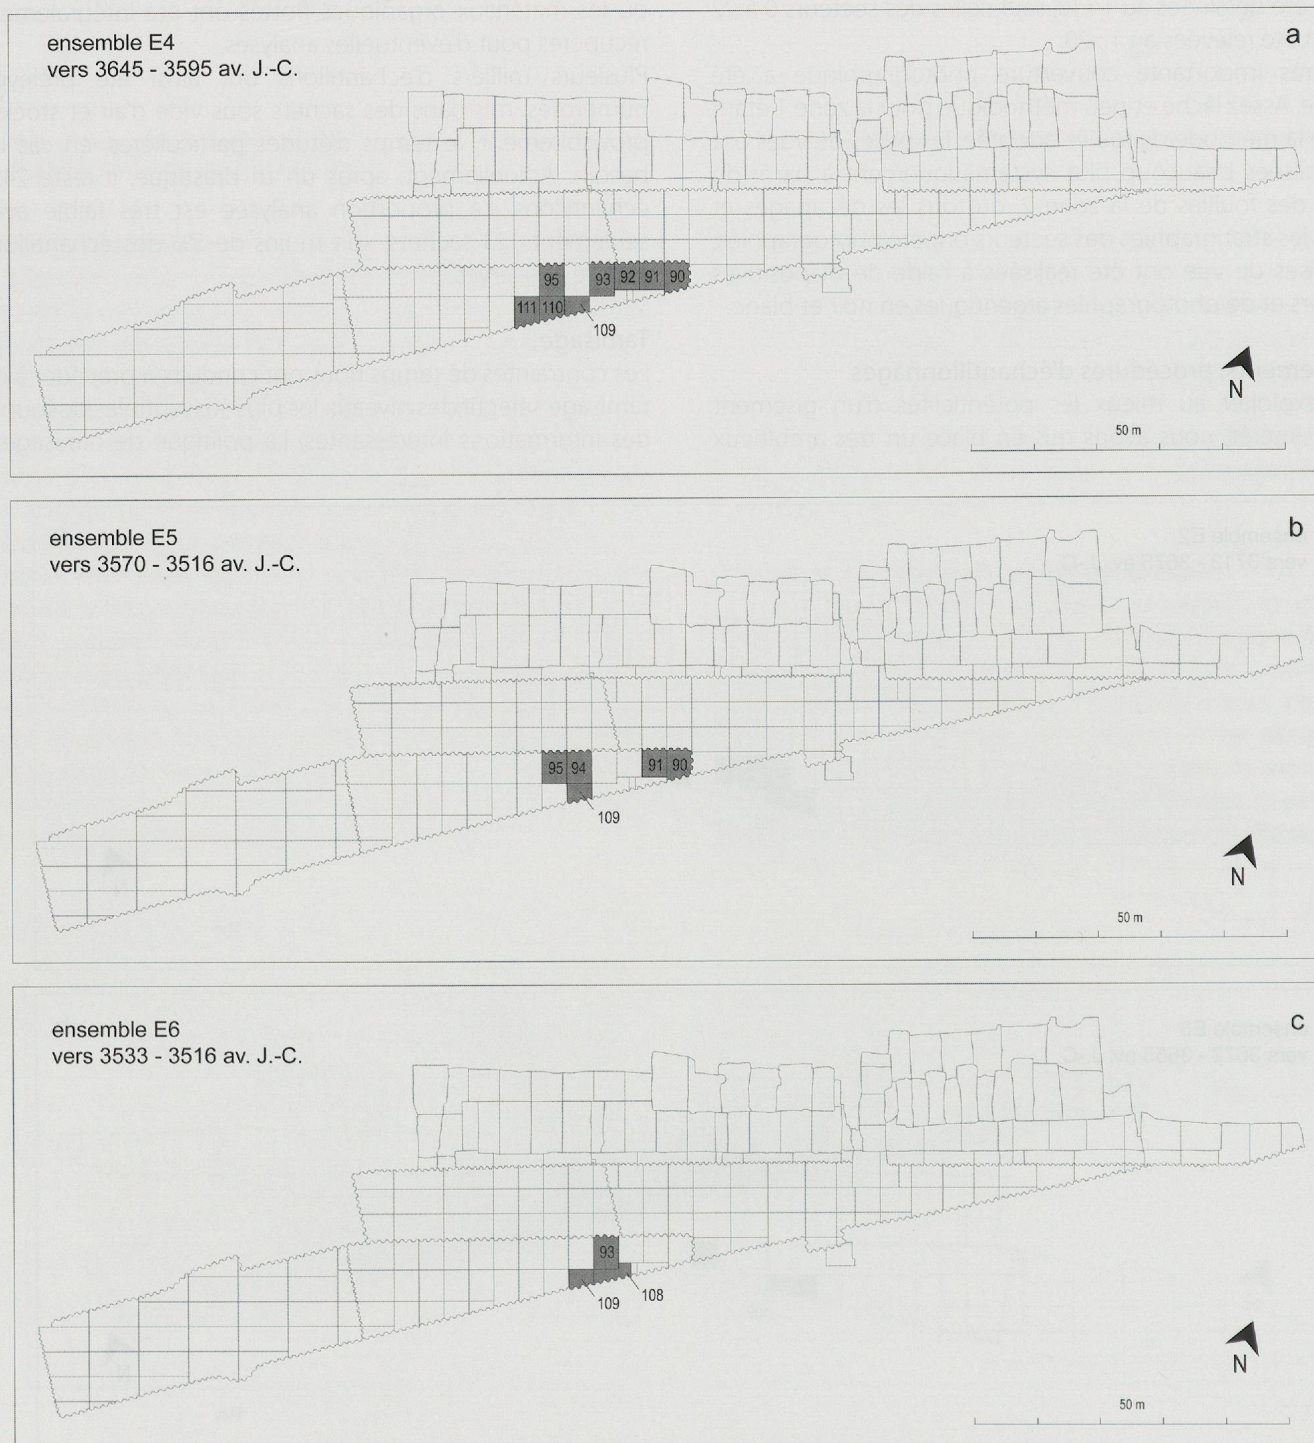 a
ensemble E4
vers 3645 - 3595 av. J.-C.
95 93 92 91 90
111 110
109
N
50 m
b
ensemble E5
vers 3570 - 3516 av. J.-C.
95 94 91 90
109
N
50 m
c
ensemble E6
vers 3533 - 3516 av. J.-C.
93
109 108
N
50 m